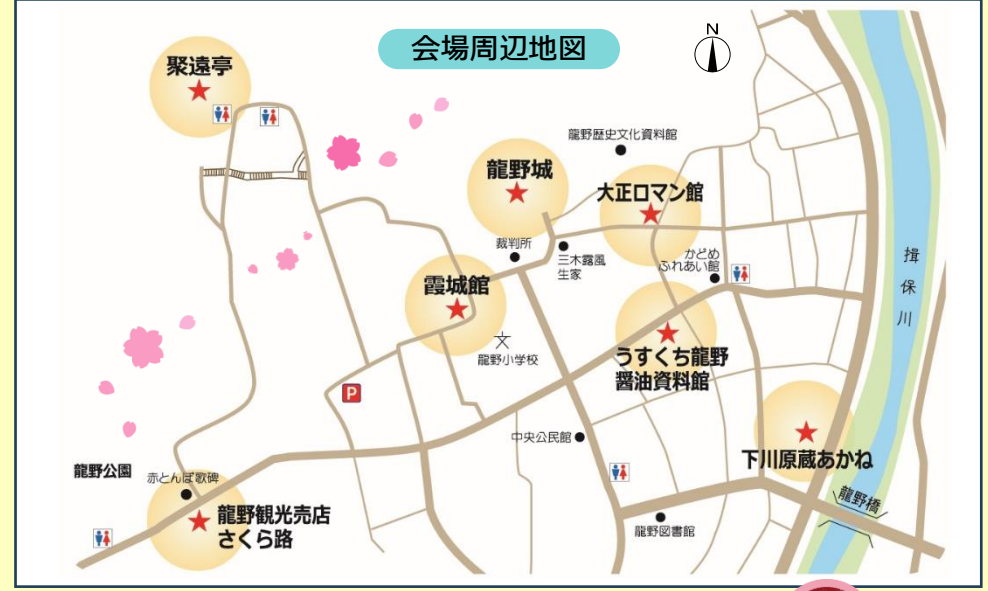 会場周辺地図
N
聚遠亭
龍野歴史文化資料館
龍野城
大正ロマン館
裁判所
三木露風
生家
かどめ
ふれあい館
揖保川
霞城館
龍野小学校
うすくち龍野
醤油資料館
P
中央公民館
下川原蔵あかね
龍野公園
赤とんぼ歌碑
龍野橋
龍野観光売店
さくら路
龍野図書館